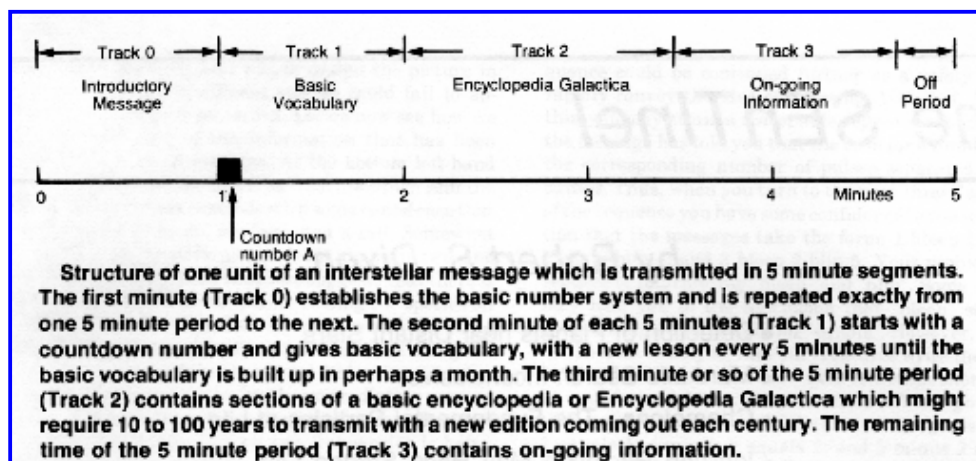 Track 0 Track 1 Track 2 Track 3
Introductory Message Basic Vocabulary Encyclopedia Galactica On-going Information Off Period
0 1 2 3 Minutes 5
Countdown number A
Structure of one unit of an interstellar message which is transmitted in 5 minute segments.
The first minute (Track 0) establishes the basic number system and is repeated exactly from
one 5 minute period to the next. The second minute of each 5 minutes (Track 1) starts with a
countdown number and gives basic vocabulary, with a new lesson every 5 minutes until the
basic vocabulary is built up in perhaps a month. The third minute or so of the 5 minute period
(Track 2) contains sections of a basic encyclopedia or Encyclopedia Galactica which might
require 10 to 100 years to transmit with a new edition coming out each century. The remaining
time of the 5 minute period (Track 3) contains on-going information.